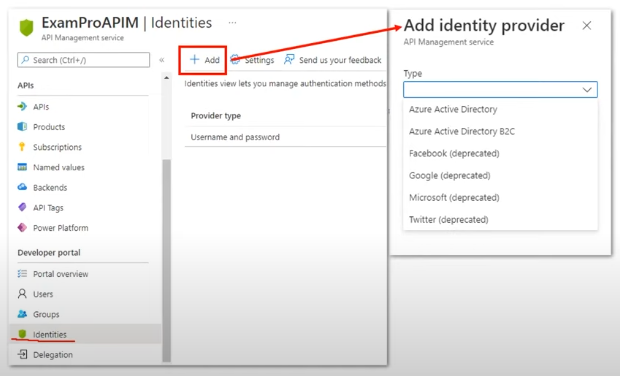 ExamProAPIM | Identities ...
API Management service
Search (Ctrl+/)
«
Add
Settings
Send us your feedback
Identities view lets you manage authentication methods
Provider type
Username and password
APIs
APIs
Products
Subscriptions
Named values
Backends
API Tags
Power Platform
Developer portal
Portal overview
Users
Groups
Identities
Delegation
Add identity provider
API Management service
Type
Azure Active Directory
Azure Active Directory B2C
Facebook (deprecated)
Google (deprecated)
Microsoft (deprecated)
Twitter (deprecated)